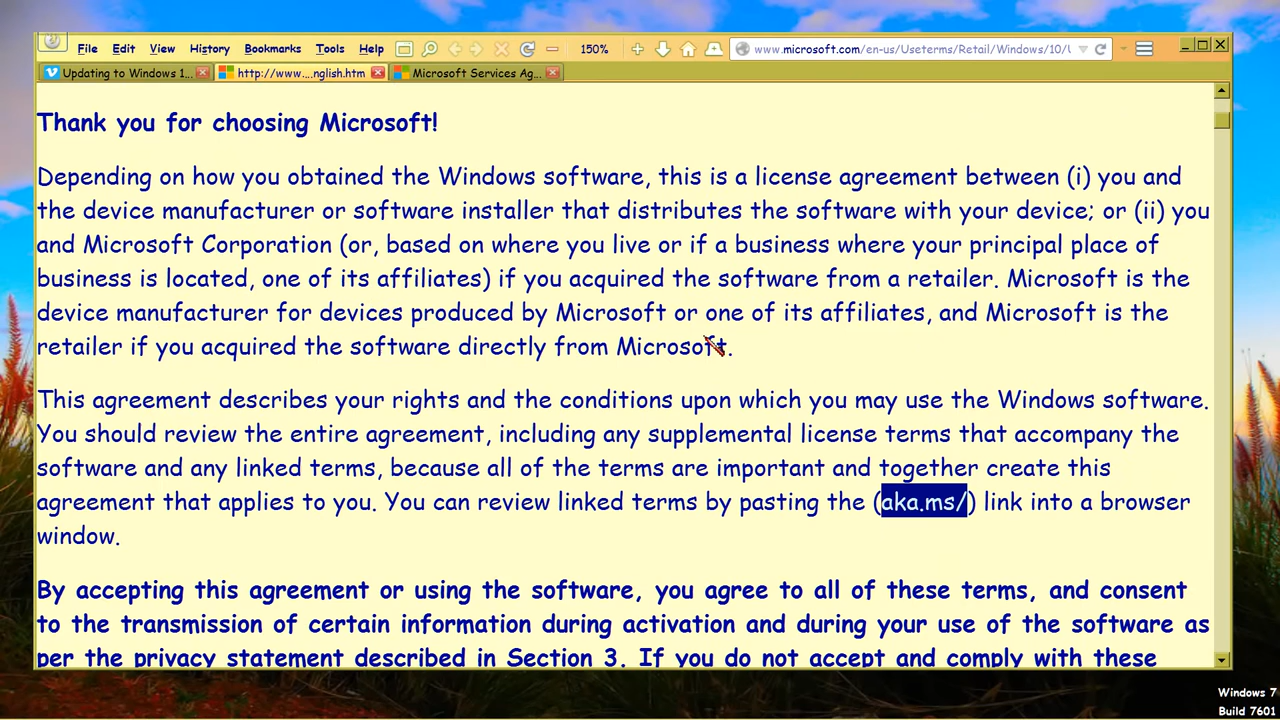 File Edit View History Bookmarks Tools Help 150% www.microsoft.com/en-us/Useterms/Retail/Windows/10/
Updating to Windows 1... http://www....nglish.htm Microsoft Services Ag...
Thank you for choosing Microsoft!
Depending on how you obtained the Windows software, this is a license agreement between (i) you and
the device manufacturer or software installer that distributes the software with your device; or (ii) you
and Microsoft Corporation (or, based on where you live or if a business where your principal place of
business is located, one of its affiliates) if you acquired the software from a retailer. Microsoft is the
device manufacturer for devices produced by Microsoft or one of its affiliates, and Microsoft is the
retailer if you acquired the software directly from Microsoft.
This agreement describes your rights and the conditions upon which you may use the Windows software.
You should review the entire agreement, including any supplemental license terms that accompany the
software and any linked terms, because all of the terms are important and together create this
agreement that applies to you. You can review linked terms by pasting the (aka.ms/) link into a browser
window.
By accepting this agreement or using the software, you agree to all of these terms, and consent
to the transmission of certain information during activation and during your use of the software as
per the privacy statement described in Section 3. If you do not accept and comply with these
Windows 7
Build 7601